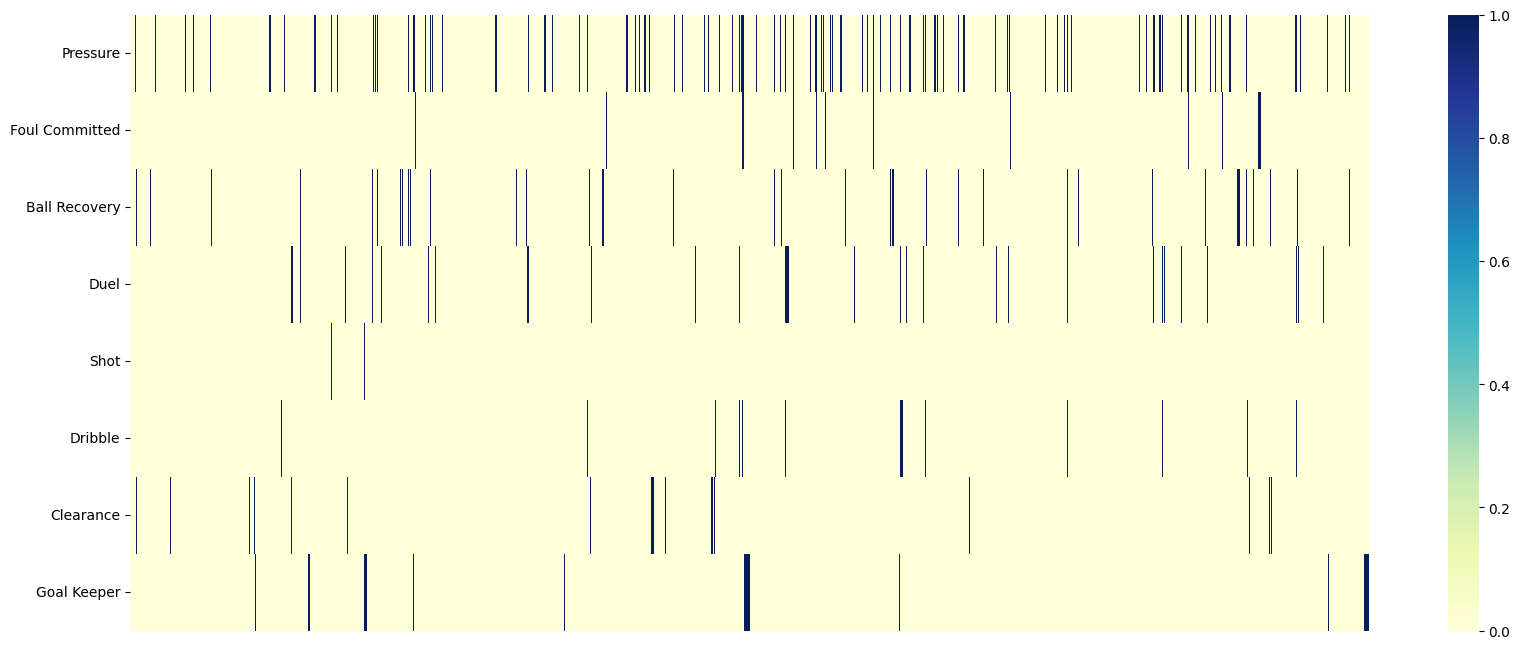 Pressure
Foul Committed
Ball Recovery
Duel
Shot
Dribble
Clearance
Goal Keeper
1.0
0.8
0.6
0.4
0.2
0.0